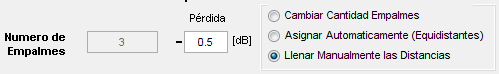 Pérdida
Numero de
Empalmes
3
- 0.5 [dB]
Cambiar Cantidad Empalmes
Asignar Automaticamente (Equidistantes)
Llenar Manualmente las Distancias